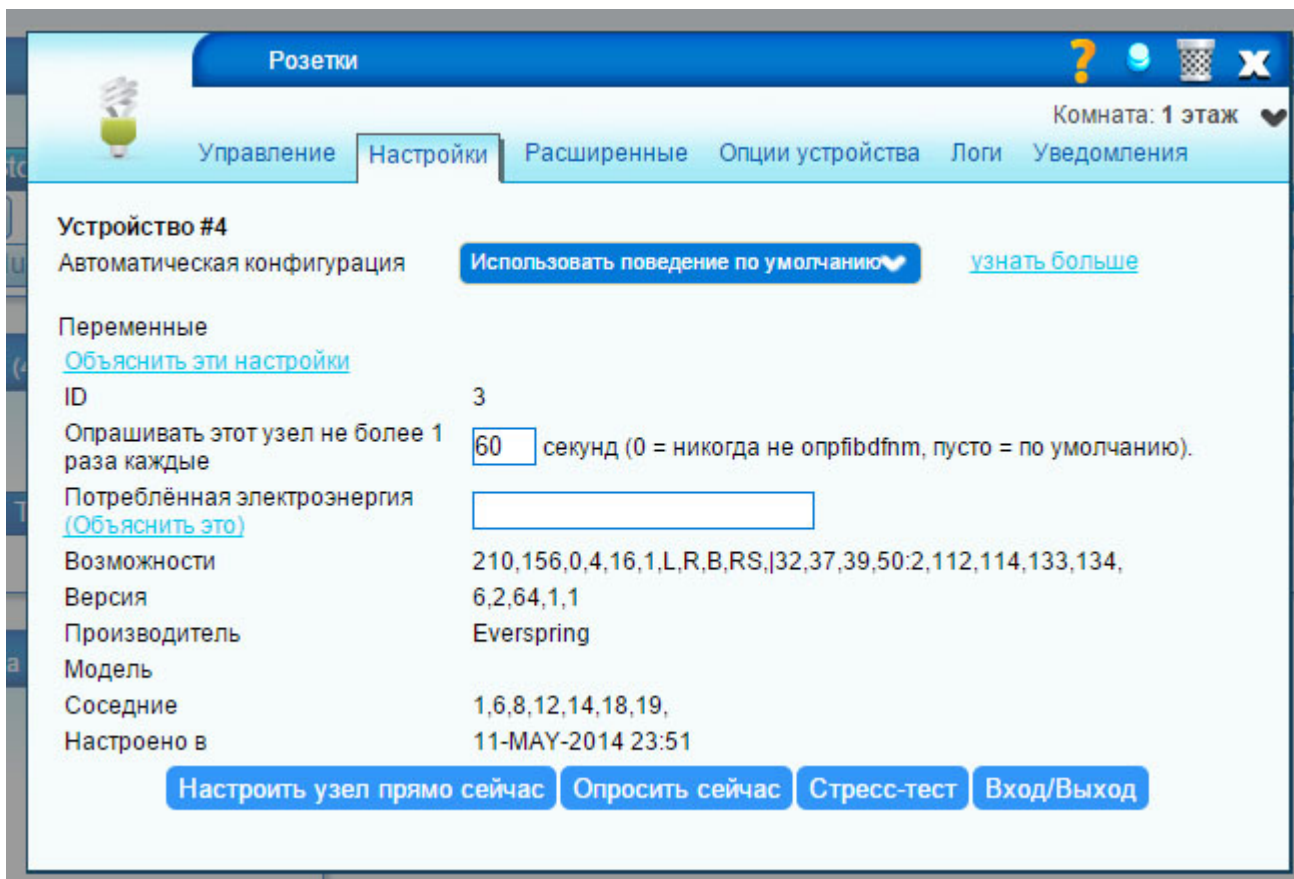 Розетки
Комната: 1 этаж
Управление Настройки Расширенные Опции устройства Логи Уведомления
Устройство #4
Автоматическая конфигурация Использовать поведение по умолчанию узнать больше
Переменные
Объяснить эти настройки
ID 3
Опрашивать этот узел не более 1
раза каждые 60 секунд (0 = никогда не опрfibdfnm, пусто = по умолчанию).
Потреблённая электроэнергия
(Объяснить это)
Возможности 210,156,0,4,16,1,L,R,B,RS,|32,37,39,50:2,112,114,133,134,
Версия 6,2,64,1,1
Производитель Everspring
Модель
Соседние 1,6,8,12,14,18,19,
Настроено в 11-MAY-2014 23:51
Настроить узел прямо сейчас Опросить сейчас Стресс-тест Вход/Выход